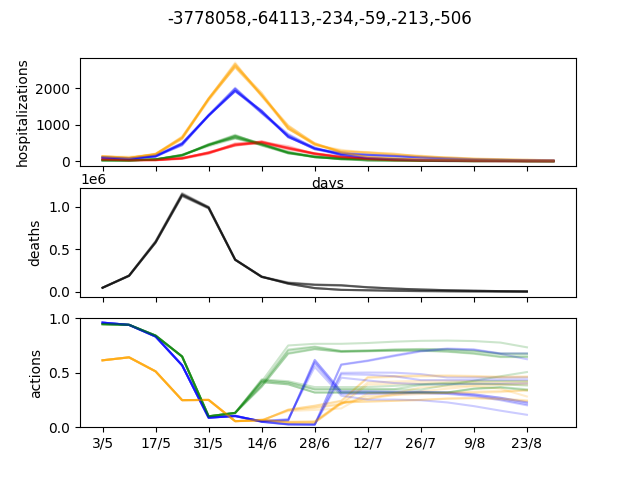 -3778058,-64113,-234,-59,-213,-506
hospitalizations
2000
1000
0
days
1e6
deaths
1.0
0.5
0.0
actions
1.0
0.5
0.0
3/5 17/5 31/5 14/6 28/6 12/7 26/7 9/8 23/8